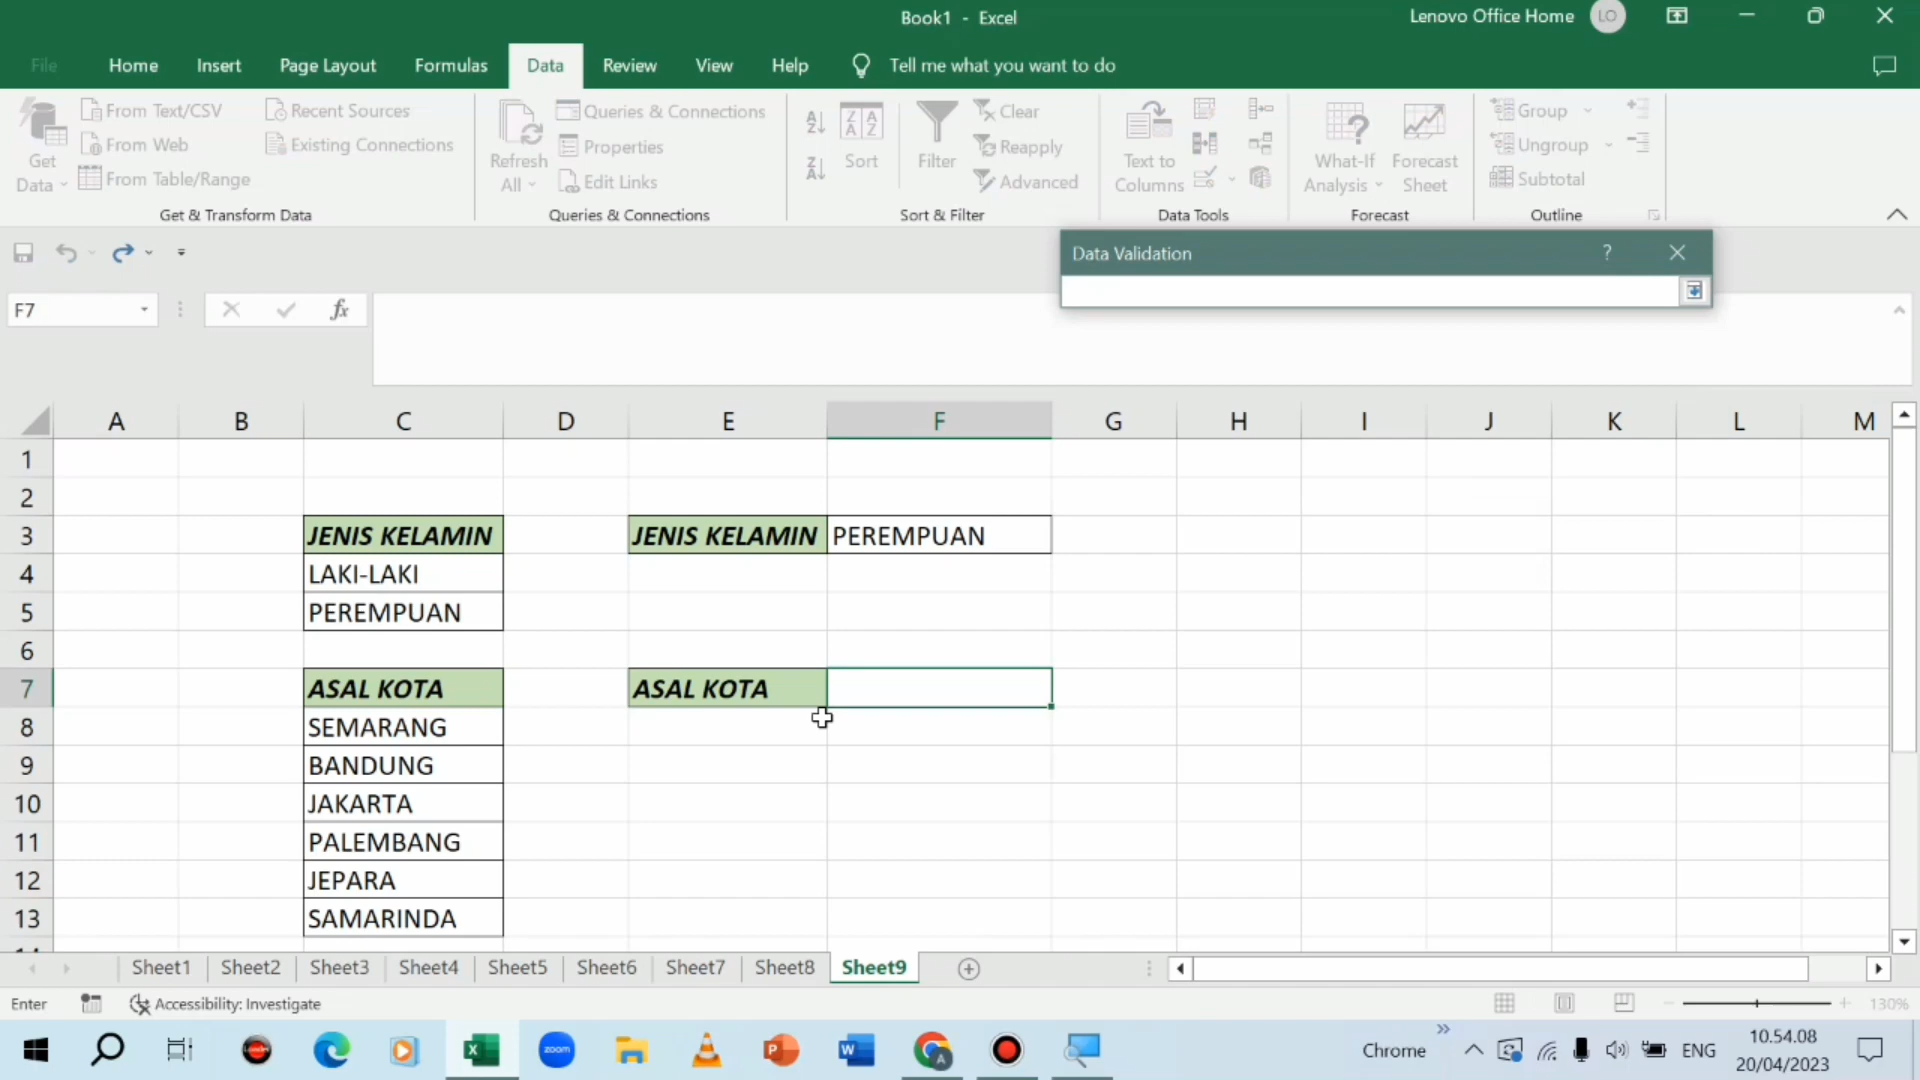 Book1 - Excel
Lenovo Office Home
LO
File
Home
Insert
Page Layout
Formulas
Data
Review
View
Help
Tell me what you want to do
Get Data
From Text/CSV
From Web
From Table/Range
Recent Sources
Existing Connections
Get & Transform Data
Refresh All
Queries & Connections
Properties
Edit Links
Queries & Connections
Sort
Filter
Clear
Reapply
Advanced
Sort & Filter
Text to Columns
Data Tools
What-If Analysis
Forecast Sheet
Forecast
Group
Ungroup
Subtotal
Outline
Data Validation
?
F7
fx
A B C D E F G H I J K L M
1
2
3 JENIS KELAMIN JENIS KELAMIN PEREMPUAN
4 LAKI-LAKI
5 PEREMPUAN
6
7 ASAL KOTA ASAL KOTA
8 SEMARANG
9 BANDUNG
10 JAKARTA
11 PALEMBANG
12 JEPARA
13 SAMARINDA
Sheet1 Sheet2 Sheet3 Sheet4 Sheet5 Sheet6 Sheet7 Sheet8 Sheet9
Enter
Accessibility: Investigate
130%
zoom
Chrome
ENG
10.54.08
20/04/2023